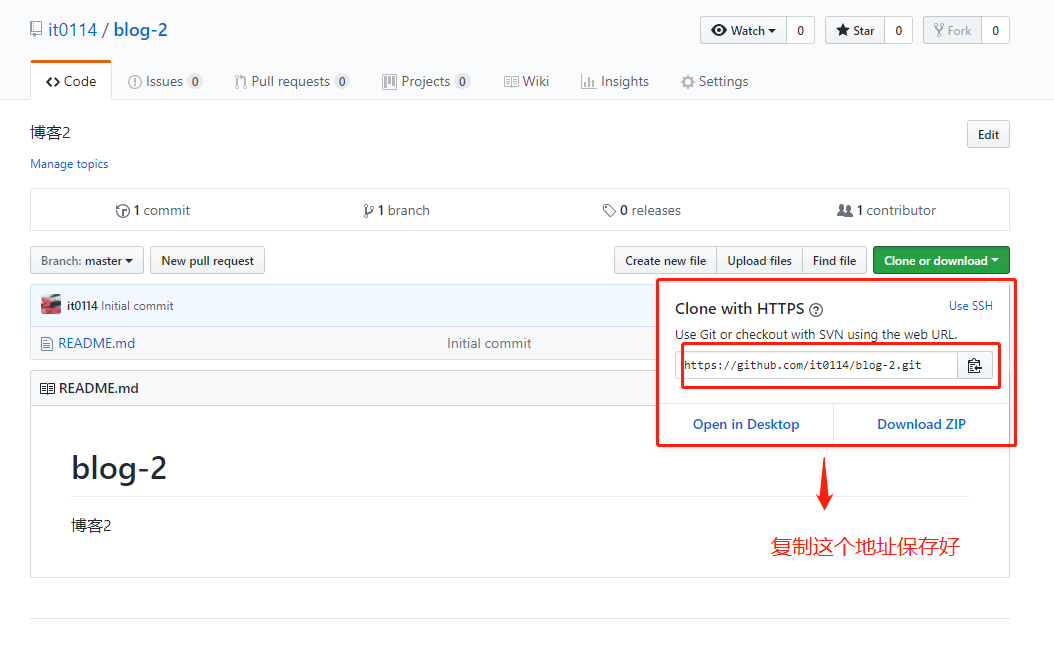 it0114 / blog-2
Watch 0 Star 0 Fork 0
Code Issues 0 Pull requests 0 Projects 0 Wiki Insights Settings
博客2
Edit
Manage topics
1 commit 1 branch 0 releases 1 contributor
Branch: master New pull request Create new file Upload files Find file Clone or download
it0114 Initial commit
README.md Initial commit
Clone with HTTPS ?
Use SSH
Use Git or checkout with SVN using the web URL.
https://github.com/it0114/blog-2.git
Open in Desktop Download ZIP
README.md
blog-2
博客2
复制这个地址保存好